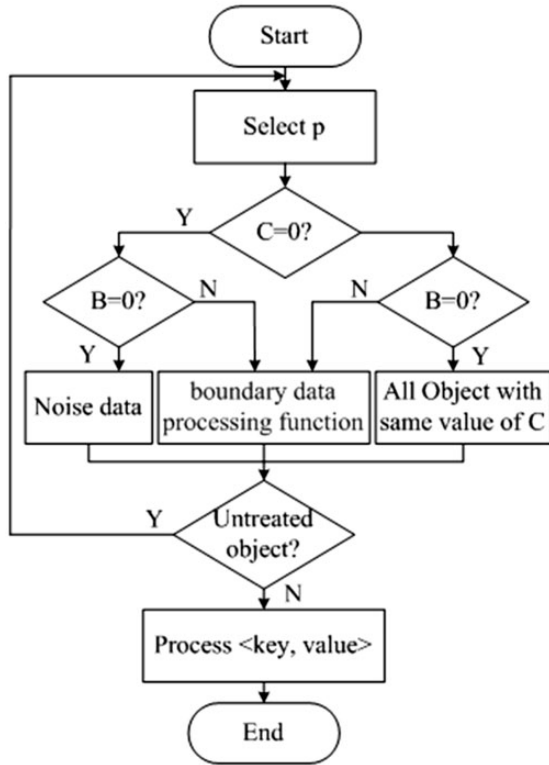 Start
Select p
Y
C=0?
B=0?
N
N
B=0?
Y
Y
Noise data
boundary data
processing function
All Object with
same value of C
Y
Untreated
object?
N
Process <key, value>
End